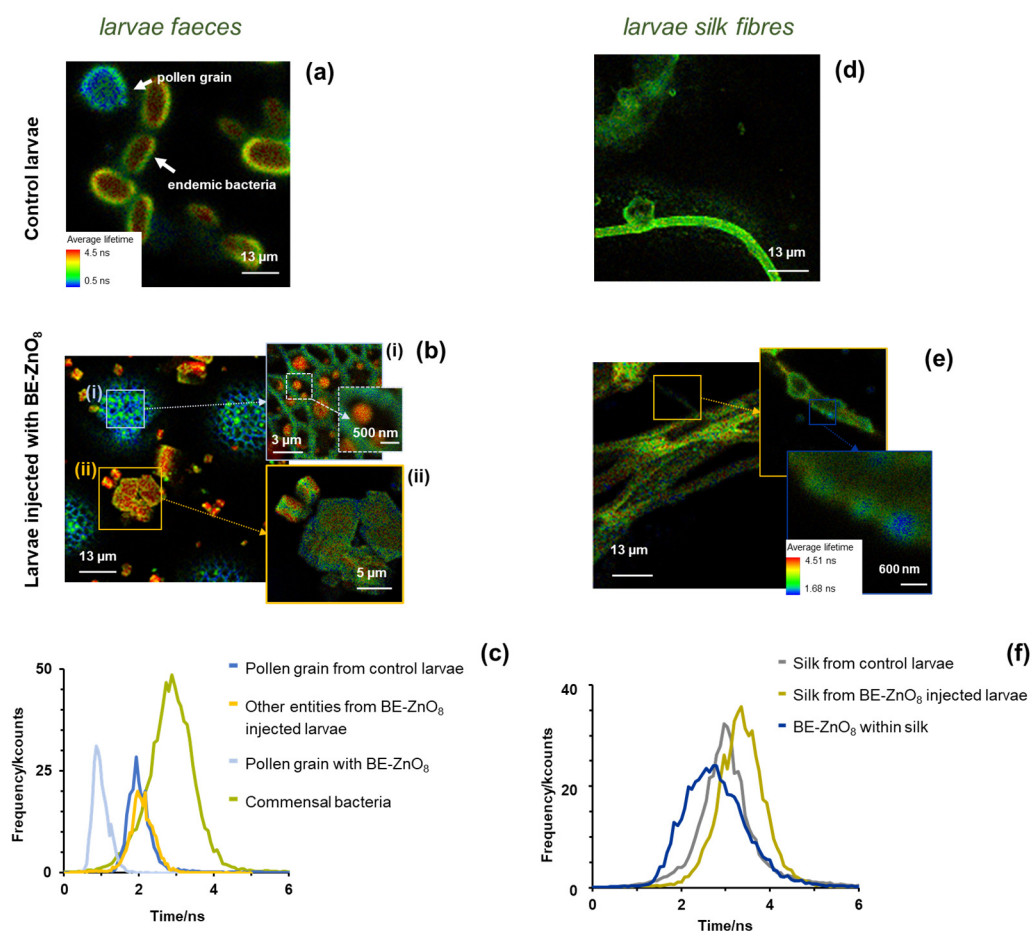 larvae faeces
larvae silk fibres
Control larvae
pollen grain
(a)
endemic bacteria
Average lifetime
4.5 ns
0.5 ns
13 µm
(d)
13 µm
Larvae injected with BE-ZnO₈
(i)
(ii)
13 µm
(i)
(b)
3 µm
500 nm
(ii)
5 µm
(e)
13 µm
Average lifetime
4.51 ns
1.68 ns
600 nm
(c)
Frequency/kcounts
50
25
0
0
2
4
6
Time/ns
Pollen grain from control larvae
Other entities from BE-ZnO₈
injected larvae
Pollen grain with BE-ZnO₈
Commensal bacteria
(f)
Frequency/kcounts
40
20
0
0
2
4
6
Time/ns
Silk from control larvae
Silk from BE-ZnO₈ injected larvae
BE-ZnO₈ within silk